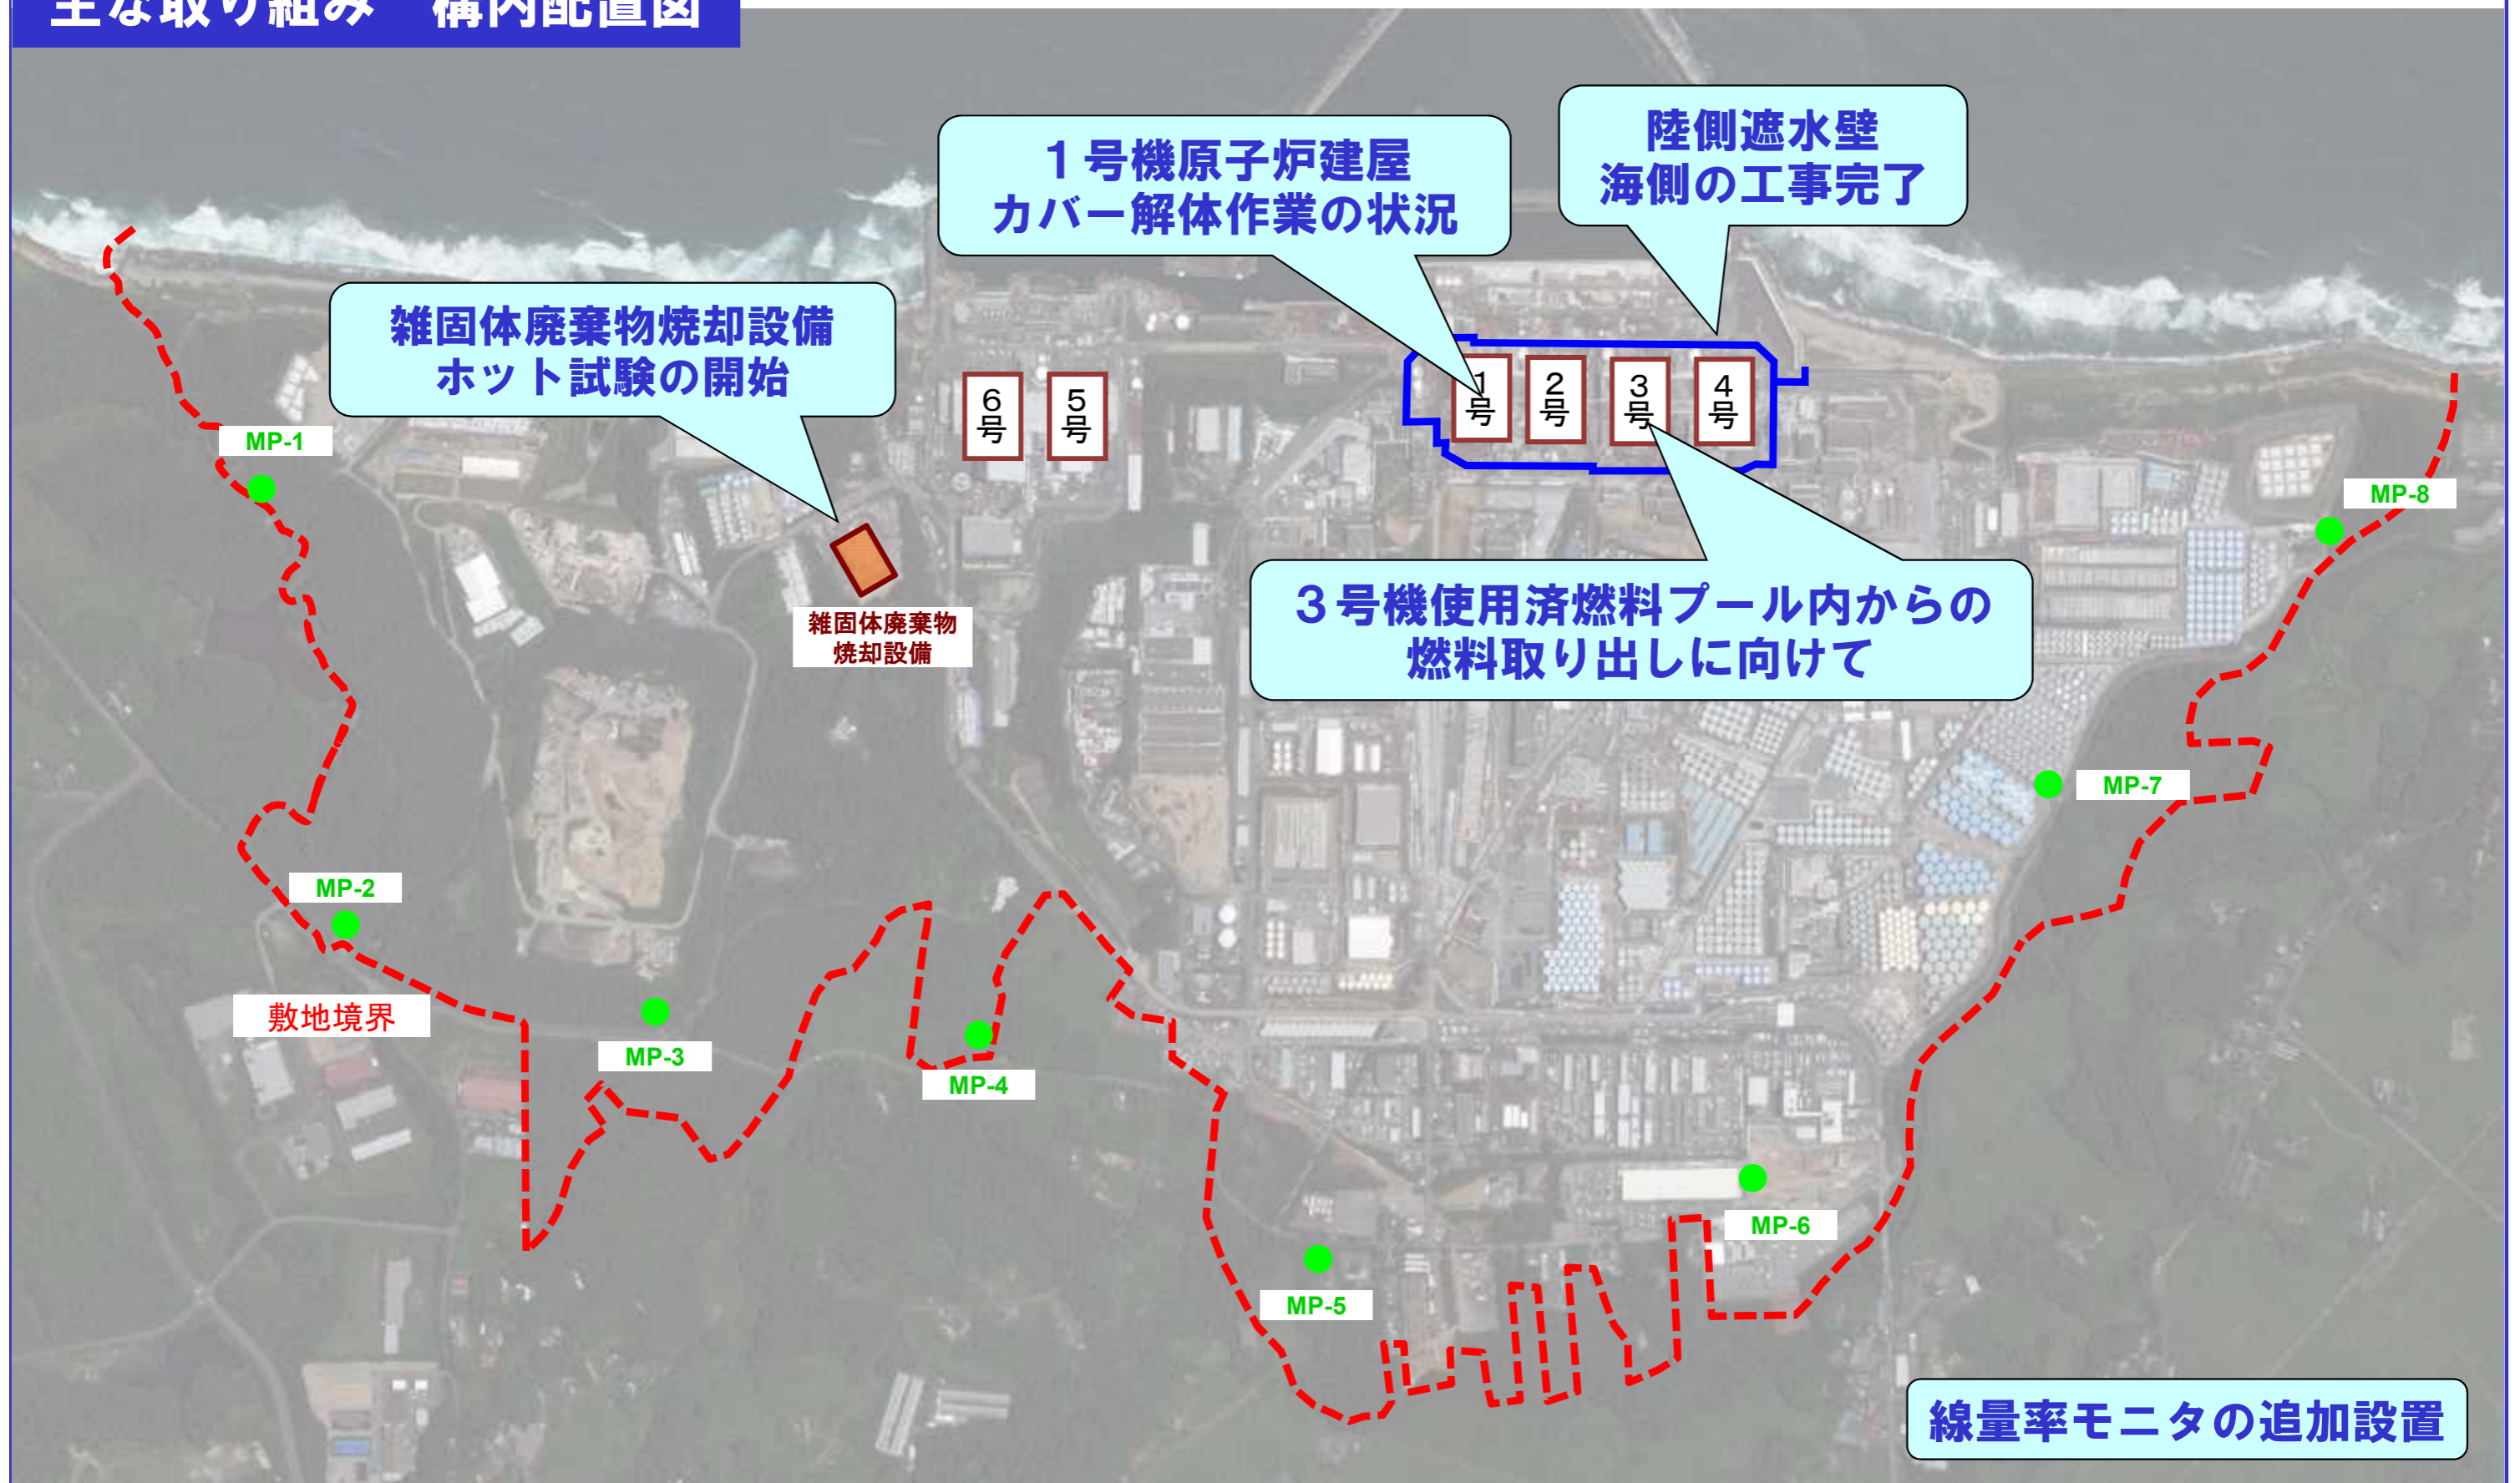 主な取り組み 構内配置図
１号機原子炉建屋
カバー解体作業の状況
陸側遮水壁
海側の工事完了
雑固体廃棄物焼却設備
ホット試験の開始
6号
5号
1号
2号
3号
4号
MP-1
MP-8
３号機使用済燃料プール内からの
燃料取り出しに向けて
雑固体廃棄物
焼却設備
MP-7
MP-2
敷地境界
MP-3
MP-4
MP-6
MP-5
線量率モニタの追加設置